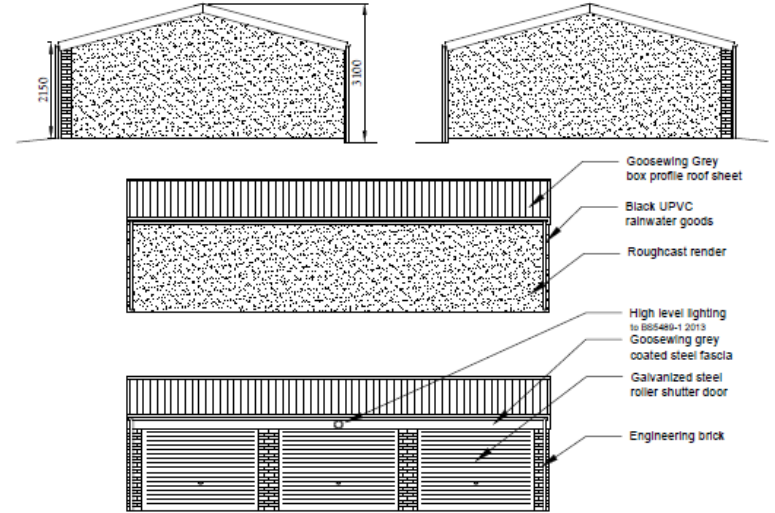 2150
3100
Goosewing Grey
box profile roof sheet
Black UPVC
rainwater goods
Roughcast render
High level lighting
to BS5489-1 2013
Goosewing grey
coated steel fascia
Galvanized steel
roller shutter door
Engineering brick